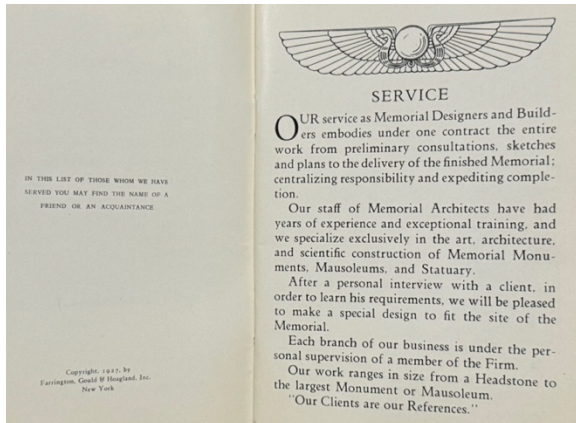 IN THIS LIST OF THOSE WHOM WE HAVE
SERVED YOU MAY FIND THE NAME OF A
FRIEND OR AN ACQUAINTANCE
Copyright, 1927, by
Farrington, Gould & Hoagland, Inc.
New York
SERVICE
OUR service as Memorial Designers and Build-
ers embodies under one contract the entire
work from preliminary consultations, sketches
and plans to the delivery of the finished Memorial;
centralizing responsibility and expediting comple-
tion.
Our staff of Memorial Architects have had
years of experience and exceptional training, and
we specialize exclusively in the art, architecture,
and scientific construction of Memorial Monu-
ments, Mausoleums, and Statuary.
After a personal interview with a client, in
order to learn his requirements, we will be pleased
to make a special design to fit the site of the
Memorial.
Each branch of our business is under the per-
sonal supervision of a member of the Firm.
Our work ranges in size from a Headstone to
the largest Monument or Mausoleum.
"Our Clients are our References."